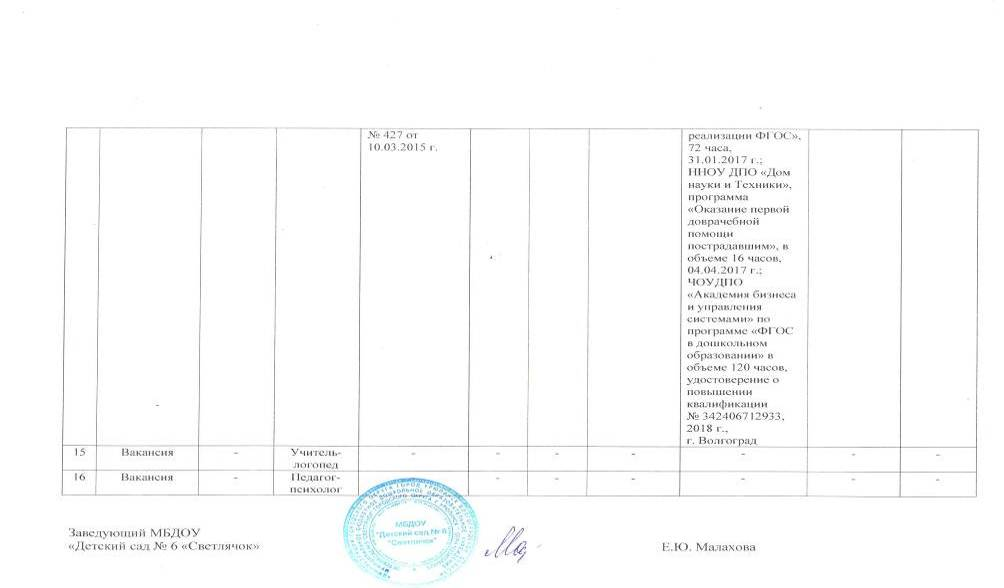 № 427 от
10.03.2015 г.
реализации ФГОС»,
72 часа,
31.01.2017 г.;
ННОУ ДПО «Дом
науки и Техники»,
программа
«Оказание первой
доврачебной
помощи
пострадавшим», в
объеме 16 часов,
04.04.2017 г.;
ЧОУДПО
«Академия бизнеса
и управления
системами» по
программе «ФГОС
в дошкольном
образовании» в
объеме 120 часов,
удостоверение о
повышении
квалификации
№ 342406712933,
2018 г.,
г. Волгоград
15 Вакансия - Учитель- - - - - - - -
логопед
16 Вакансия - Педагог- - - - - - -
психолог
Заведующий МБДОУ
«Детский сад № 6 «Светлячок»
МБДОУ
"Детский сад № 6
"Светлячок"
Е.Ю. Малахова